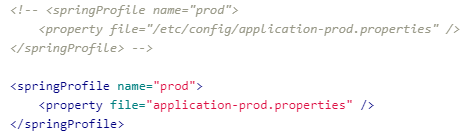 <!-- <springProfile name="prod">
    <property file="/etc/config/application-prod.properties" />
</springProfile> -->

<springProfile name="prod">
    <property file="application-prod.properties" />
</springProfile>